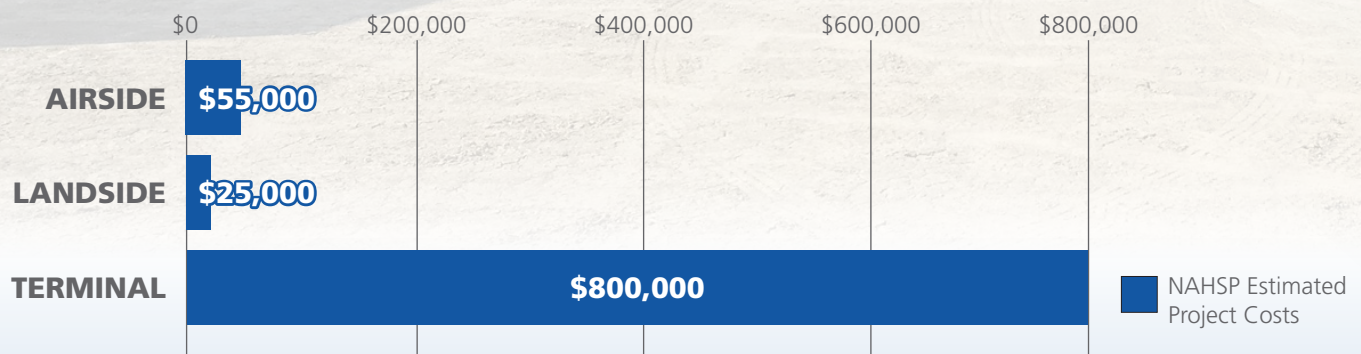 $0 $200,000 $400,000 $600,000 $800,000
AIRSIDE $55,000
LANDSIDE $25,000
TERMINAL $800,000
NAHSP Estimated
Project Costs